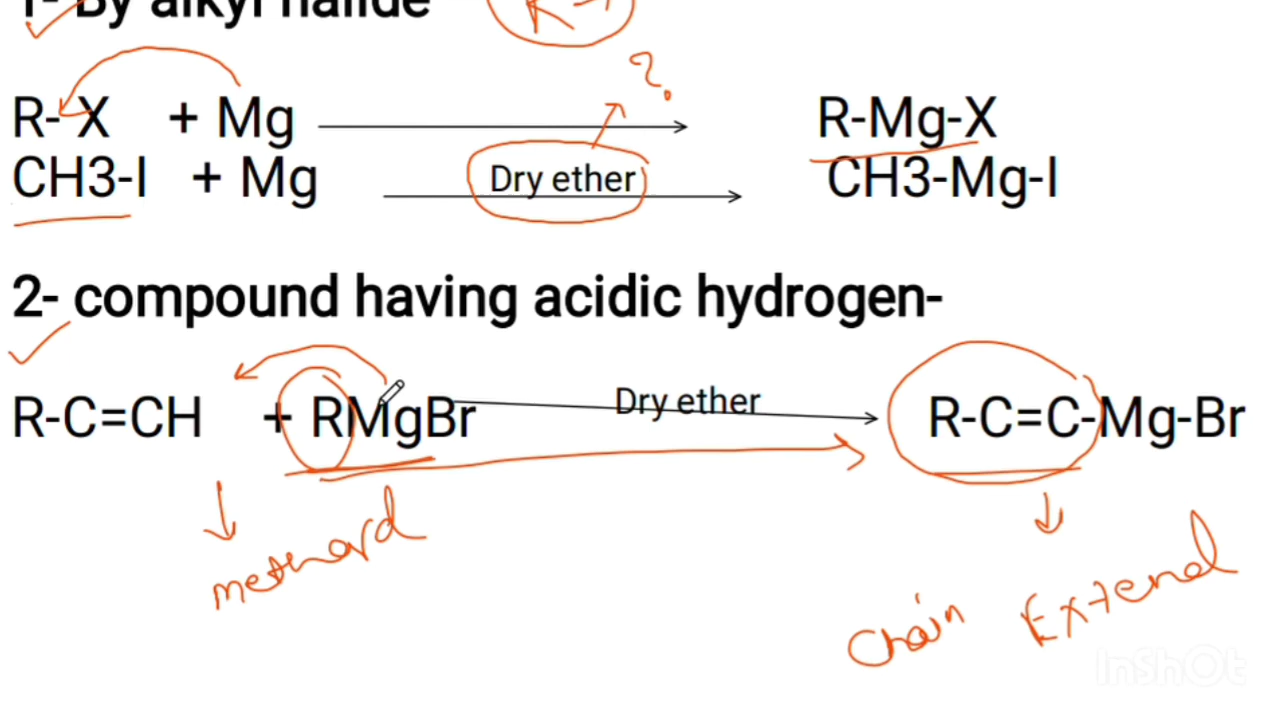 1- By alkyl halide
?
R-X + Mg R-Mg-X
CH3-I + Mg Dry ether CH3-Mg-I
2- compound having acidic hydrogen-
R-C=CH + RMgBr Dry ether R-C=C-Mg-Br
methord
Chain Extend
InShOt